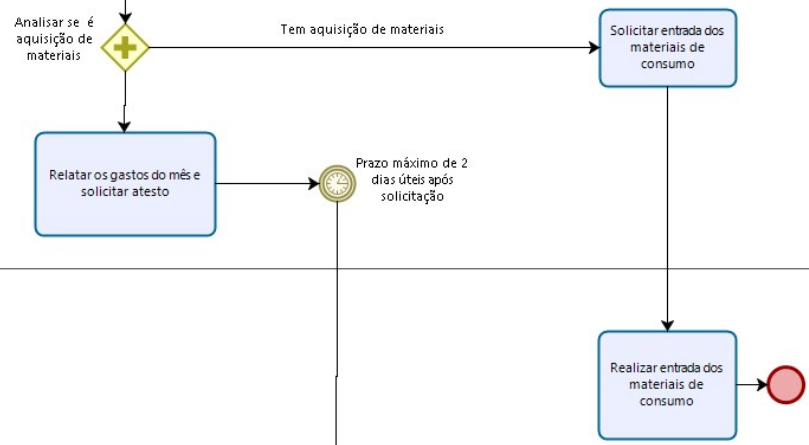 Analisar se é
aquisição de
materiais
Tem aquisição de materiais
Solicitar entrada dos
materiais de
consumo
Relatar os gastos do mês e
solicitar atesto
Prazo máximo de 2
dias úteis após
solicitação
Realizar entrada dos
materiais de
consumo